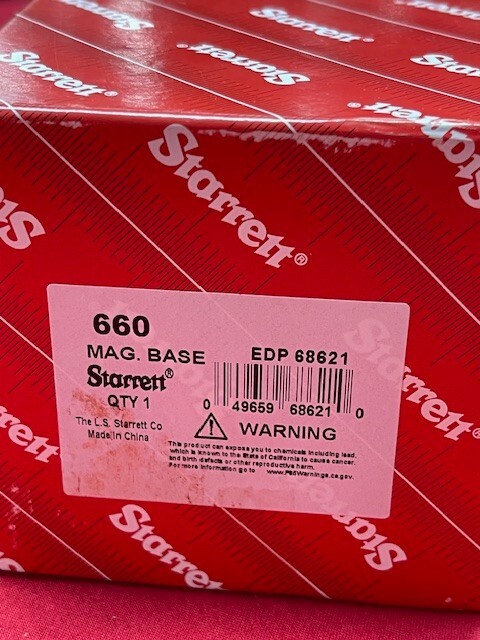 Starrett
Starrett
Starrett
Starrett
Starrett®
660
MAG. BASE
EDP 68621
Starrett®
QTY 1
0 49659 68621 0
The L.S. Starrett Co
Made in China
WARNING
This product can expose you to chemicals including lead,
which is known to the State of California to cause cancer,
and birth defects or other reproductive harm.
For more information go to www.P65Warnings.ca.gov.
Starrett®
Starrett®
Starrett®